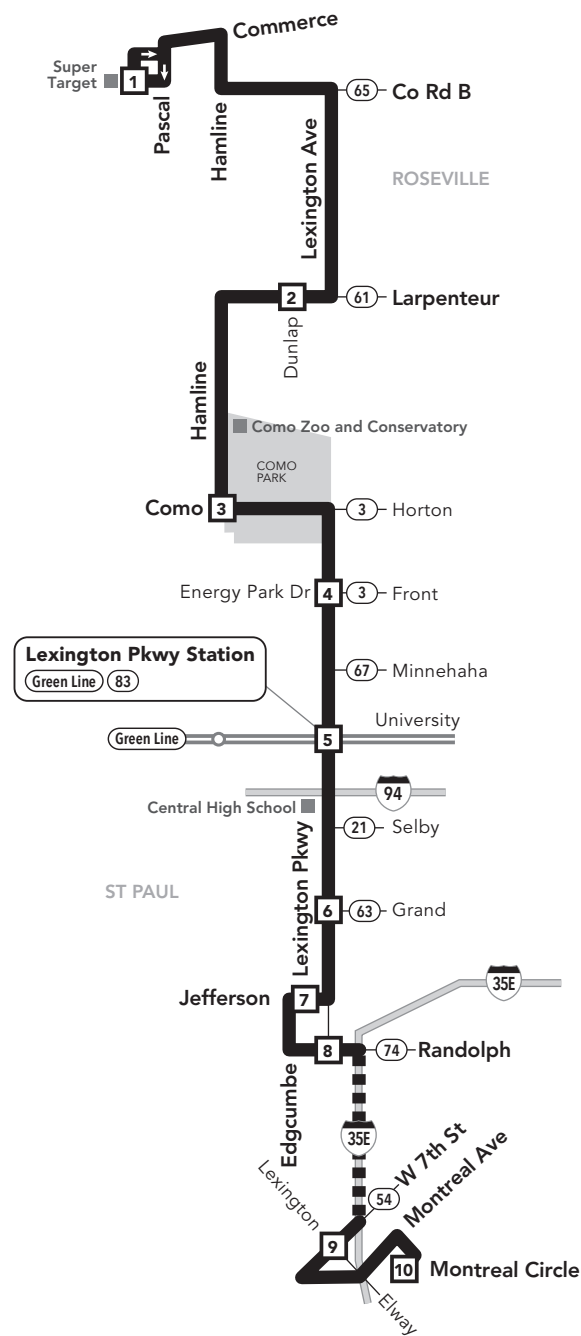 Commerce
Super
Target
1
Pascal
Hamline
65
Co Rd B
Lexington Ave
ROSEVILLE
2
61
Larpenteur
Dunlap
Hamline
Como Zoo and Conservatory
COMO
PARK
Como
3
3
Horton
Energy Park Dr
4
3
Front
Lexington Pkwy Station
Green Line
83
67
Minnehaha
University
Green Line
5
94
Central High School
21
Selby
Lexington Pkwy
ST PAUL
6
63
Grand
35E
Jefferson
7
8
74
Randolph
Edgcumbe
35E
W 7th St
Montreal Ave
Lexington
54
9
10
Montreal Circle
Elway